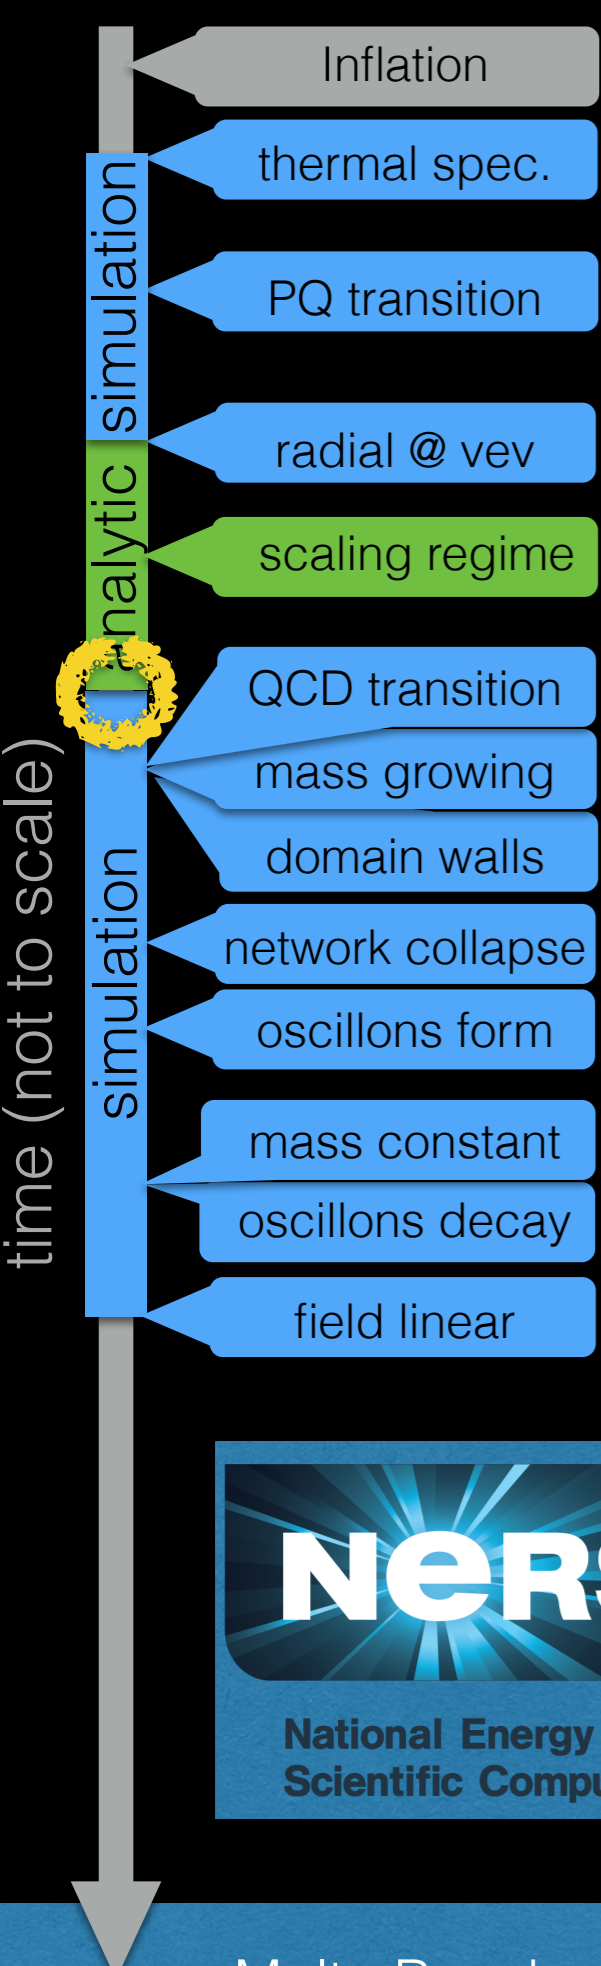 Inflation
thermal spec.
simulation
PQ transition
radial @ vev
analytic
scaling regime
QCD transition
mass growing
domain walls
time (not to scale)
simulation
network collapse
oscillons form
mass constant
oscillons decay
field linear
National Energy
Scientific